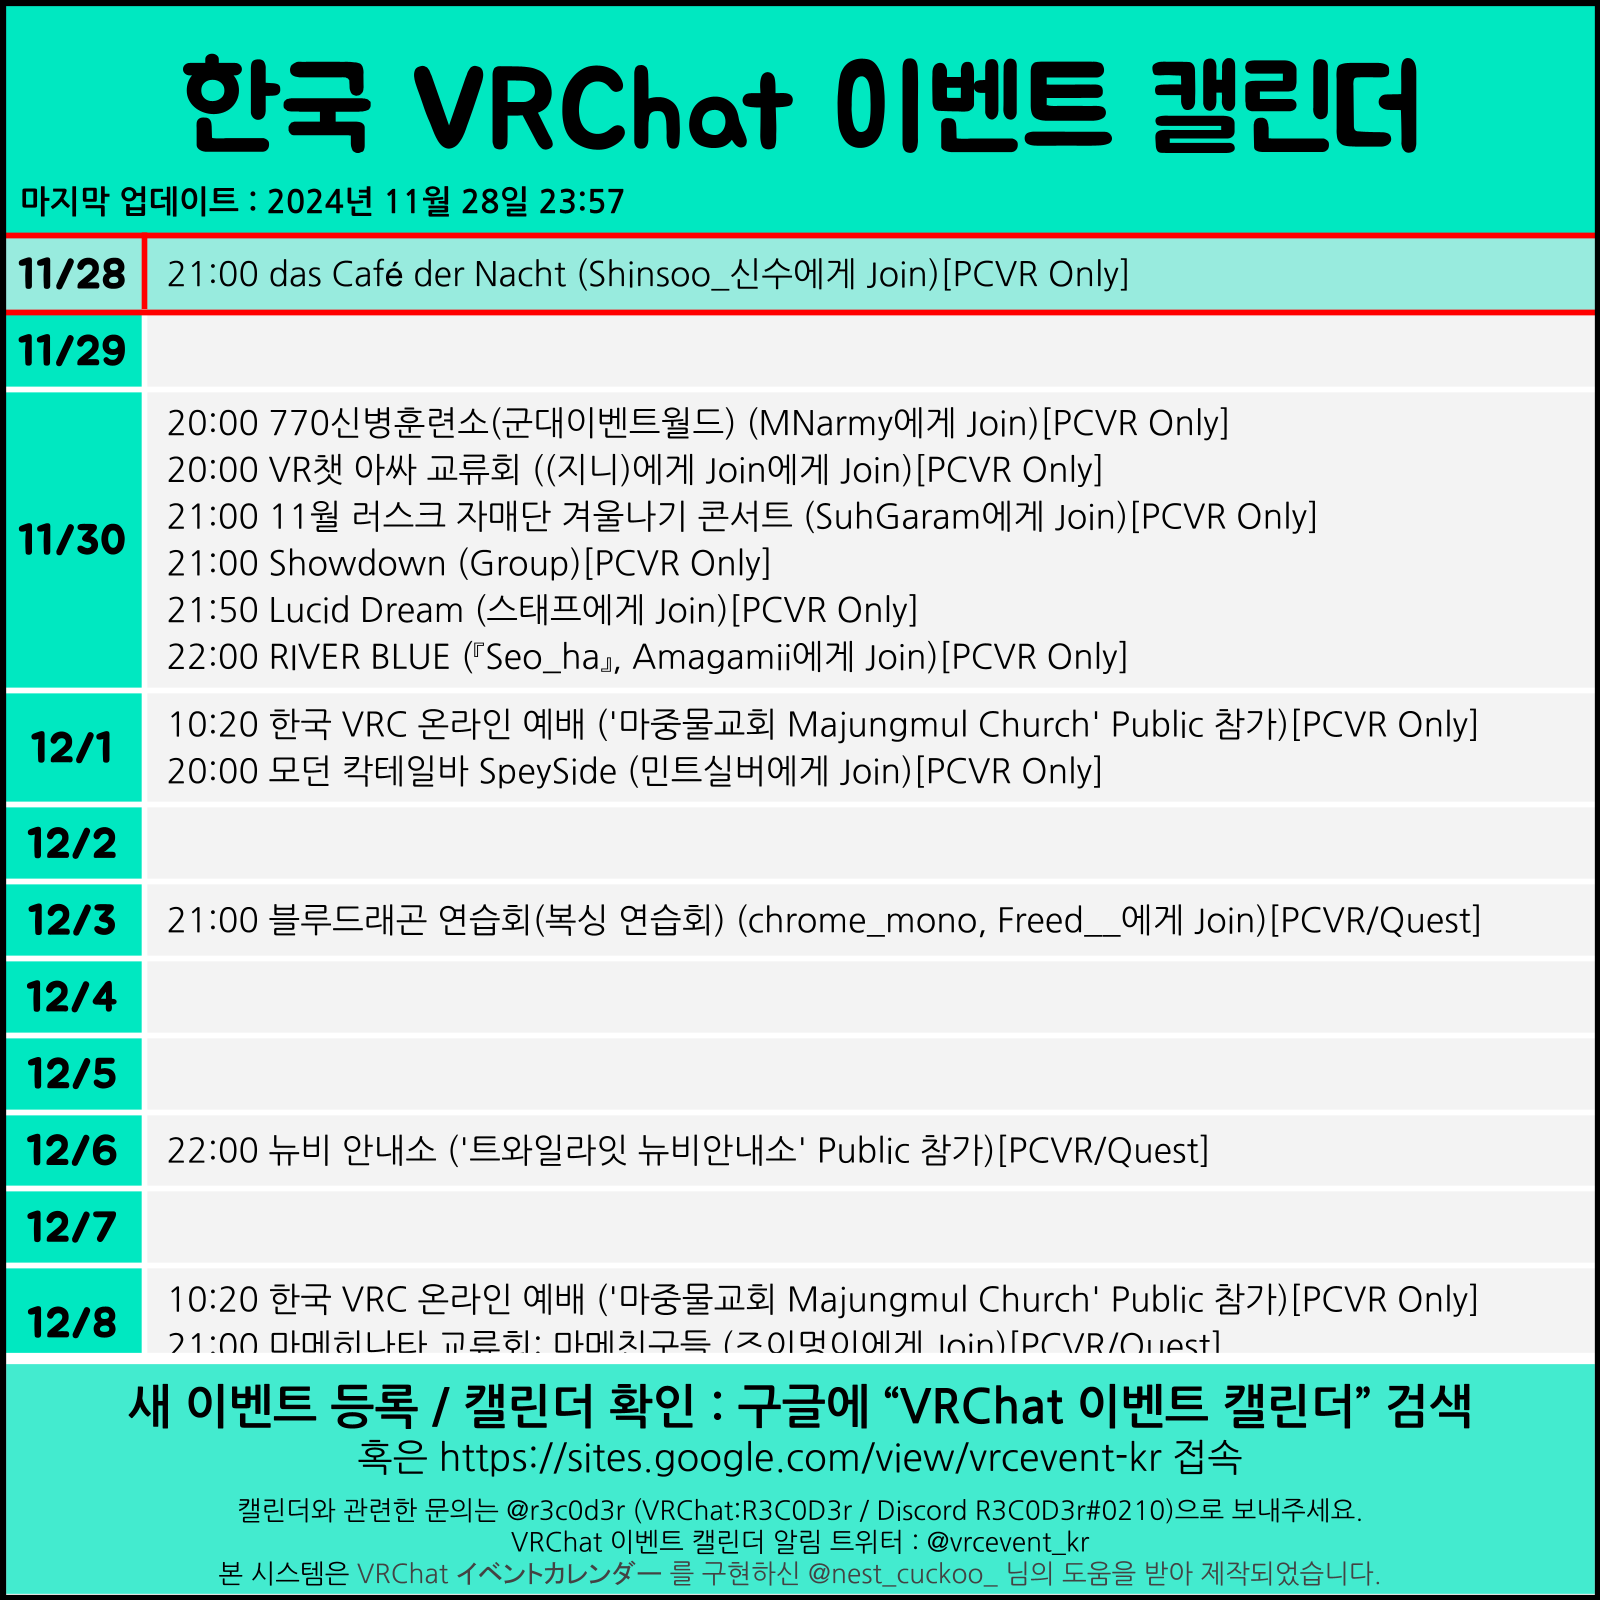 한국 VRChat 이벤트 캘린더
마지막 업데이트 : 2024년 11월 28일 23:57
11/28
21:00 das Café der Nacht (Shinsoo_신수에게 Join)[PCVR Only]
11/29
11/30
20:00 770신병훈련소(군대이벤트월드) (MNarmy에게 Join)[PCVR Only]
20:00 VR챗 아싸 교류회 ((지니)에게 Join에게 Join)[PCVR Only]
21:00 11월 러스크 자매단 겨울나기 콘서트 (SuhGaram에게 Join)[PCVR Only]
21:00 Showdown (Group)[PCVR Only]
21:50 Lucid Dream (스태프에게 Join)[PCVR Only]
22:00 RIVER BLUE (『Seo_ha』, Amagamii에게 Join)[PCVR Only]
12/1
10:20 한국 VRC 온라인 예배 ('마중물교회 Majungmul Church' Public 참가)[PCVR Only]
20:00 모던 칵테일바 SpeySide (민트실버에게 Join)[PCVR Only]
12/2
12/3
21:00 블루드래곤 연습회(복싱 연습회) (chrome_mono, Freed__에게 Join)[PCVR/Quest]
12/4
12/5
12/6
22:00 뉴비 안내소 ('트와일라잇 뉴비안내소' Public 참가)[PCVR/Quest]
12/7
12/8
10:20 한국 VRC 온라인 예배 ('마중물교회 Majungmul Church' Public 참가)[PCVR Only]
21:00 마메히나타 교류회: 마메친구들 (즈이멍이에게 Join)[PCVR/Quest]
새 이벤트 등록 / 캘린더 확인 : 구글에 “VRChat 이벤트 캘린더” 검색
혹은 https://sites.google.com/view/vrcevent-kr 접속
캘린더와 관련한 문의는 @r3c0d3r (VRChat:R3C0D3r / Discord R3C0D3r#0210)으로 보내주세요.
VRChat 이벤트 캘린더 알림 트위터 : @vrcevent_kr
본 시스템은 VRChat イベントカレンダー 를 구현하신 @nest_cuckoo_ 님의 도움을 받아 제작되었습니다.